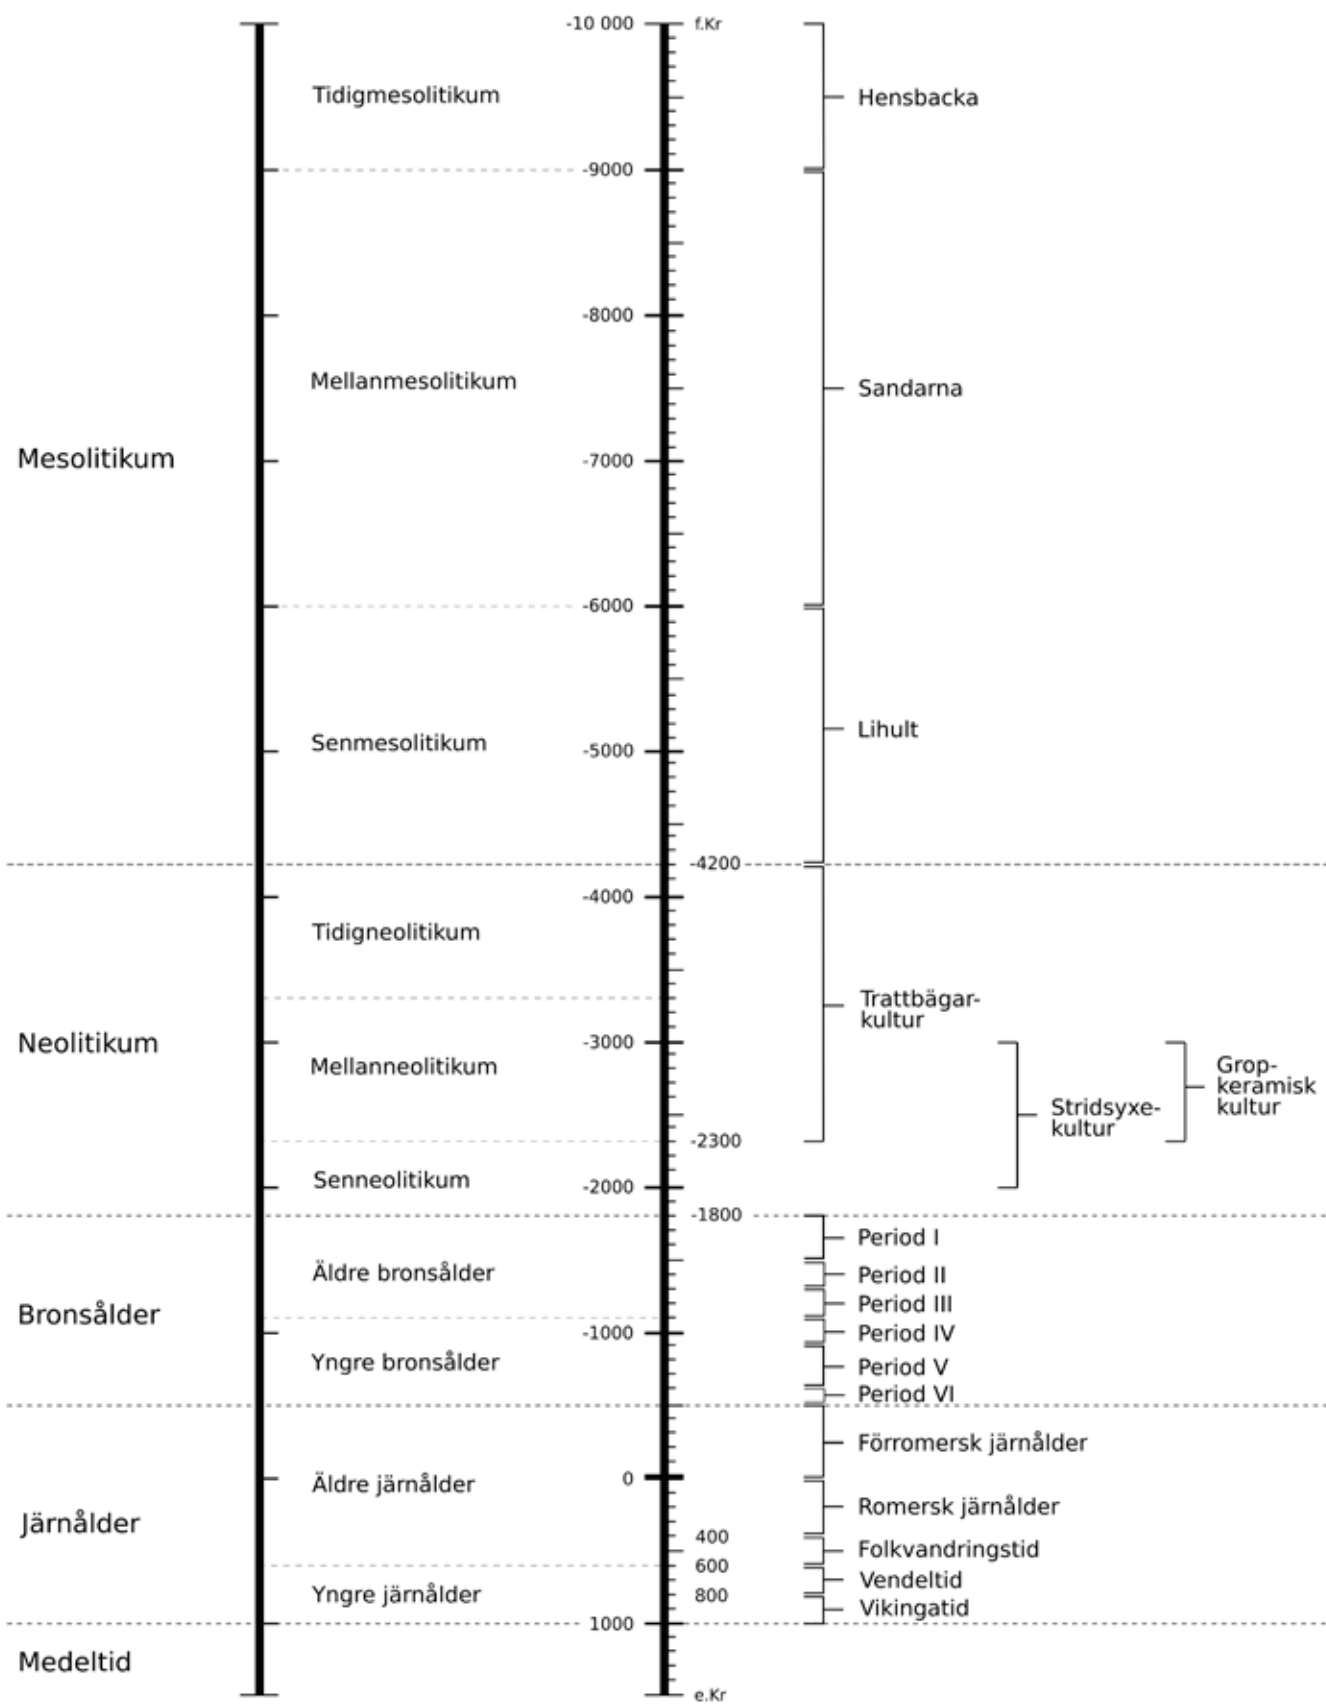 -10 000
f.Kr
Tidigmesolitikum
Hensbacka
-9000
-8000
Mellanmesolitikum
Sandarna
Mesolitikum
-7000
-6000
Lihult
Senmesolitikum
-5000
-4200
-4000
Tidigneolitikum
Trattbägar-
kultur
Neolitikum
-3000
Mellanneolitikum
Grop-
keramisk
kultur
Stridsyxe-
kultur
-2300
Senneolitikum
-2000
-1800
Period I
Äldre bronsålder
Period II
Period III
Bronsålder
-1000
Period IV
Yngre bronsålder
Period V
Period VI
Förromersk järnålder
Äldre järnålder
0
Romersk järnålder
Järnålder
400
Folkvandringstid
600
Vendeltid
Yngre järnålder
800
Vikingatid
1000
Medeltid
e.Kr